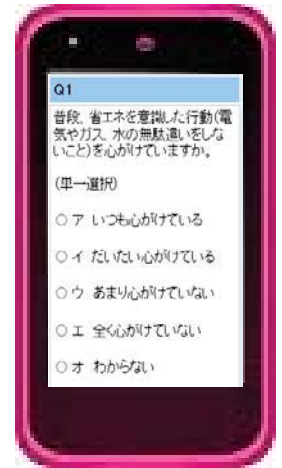 Q1
普段、省エネを意識した行動(電
気やガス、水の無駄遣いをしな
いこと)を心がけていますか。
(単一選択)
○ ア いつも心がけている
○ イ だいたい心がけている
○ ウ あまり心がけていない
○ エ 全く心がけていない
○ オ わからない